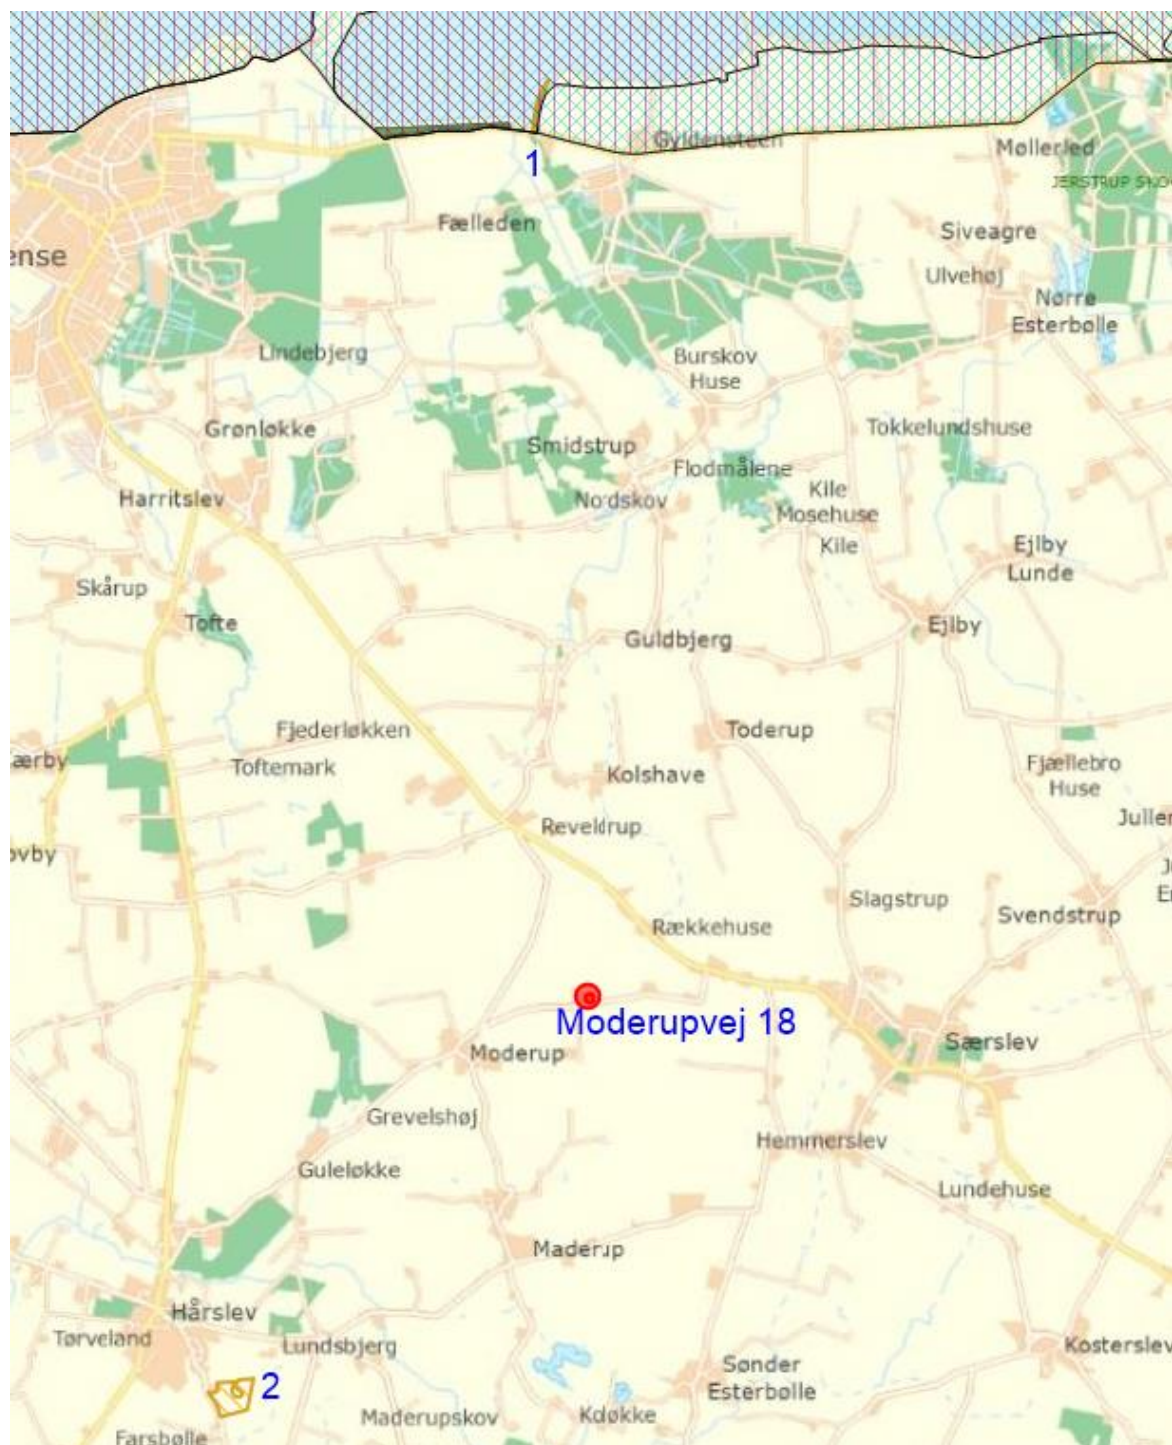 Gyldensteen
1
Møllerled
JERSTRUP SKO
Fælleden
Siveagre
ense
Ulvehøj
Nørre
Esterbølle
Lindebjerg
Burskov
Huse
Grønløkke
Smidstrup
Tokkelundshuse
Flodmålene
Harritslev
Nordskov
Kile
Mosehuse
Kile
Ejlby
Lunde
Skårup
Tofte
Guldbjerg
Ejlby
Fjederløkken
Toderup
ærby
Toftemark
Kolshave
Fjællebro
Huse
Juller
Reveldrup
ovby
Slagstrup
Svendstrup
Rækkehuse
Moderupvej 18
Moderup
Særslev
Grevelshøj
Hemmerslev
Guleløkke
Lundehuse
Maderup
Hårslev
Tørveland
Lundsbjerg
Kosterslev
Sønder
Esterbølle
2
Maderupskov
Kdøkke
Farsbølle